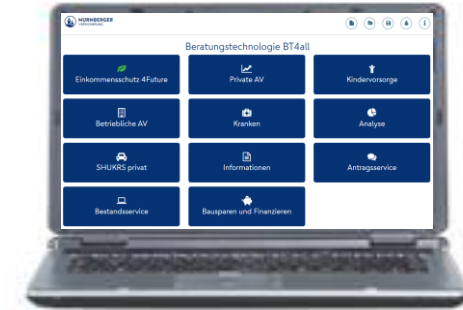 NÜRNBERGER
VERSICHERUNG
Beratungstechnologie BT4all
Einkommensschutz 4Future
Private AV
Kindervorsorge
Betriebliche AV
Kranken
Analyse
SHUKRS privat
Informationen
Antragsservice
Bestandsservice
Bausparen und Finanzieren